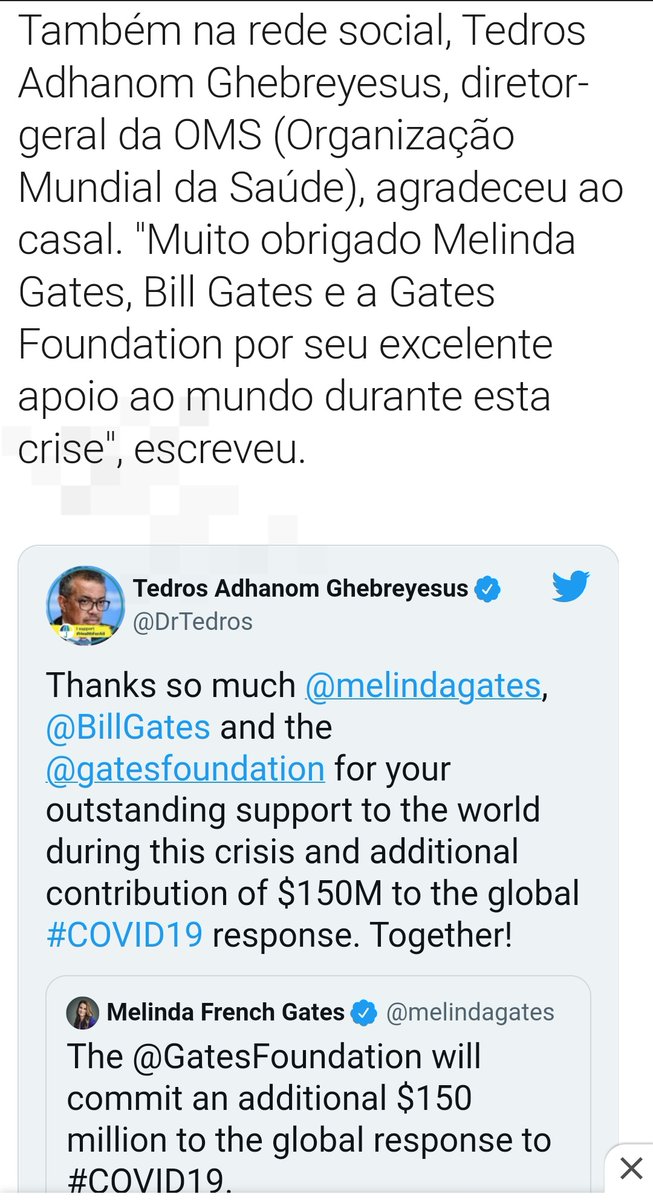 Também na rede social, Tedros
Adhanom Ghebreyesus, diretor-
geral da OMS (Organização
Mundial da Saúde), agradeceu ao
casal. "Muito obrigado Melinda
Gates, Bill Gates e a Gates
Foundation por seu excelente
apoio ao mundo durante esta
crise", escreveu.
Tedros Adhanom Ghebreyesus
@DrTedros
Thanks so much @melindagates,
@BillGates and the
@gatesfoundation for your
outstanding support to the world
during this crisis and additional
contribution of $150M to the global
#COVID19 response. Together!
Melinda French Gates @melindagates
The @GatesFoundation will
commit an additional $150
million to the global response to
#COVID19.